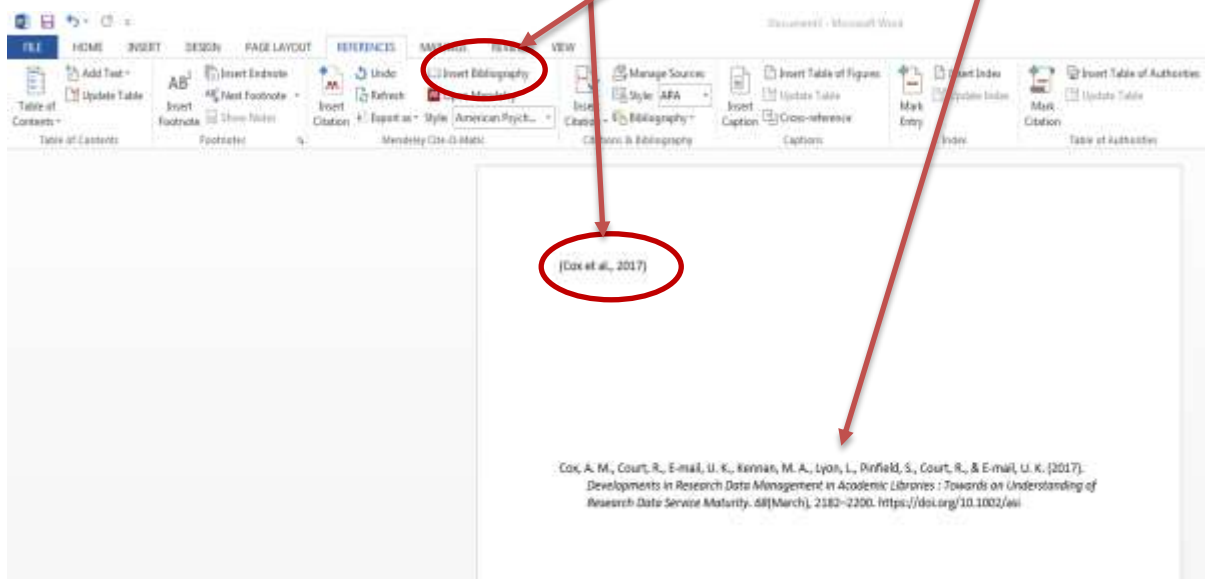 Document1 - Microsoft Word
FILE HOME INSERT DESIGN PAGE LAYOUT REFERENCES VIEW
Add Text Insert Endnote Undo Insert Bibliography Manage Sources Insert Table of Figures Insert Index Insert Table of Authorities
Update Table AB Next Footnote Refresh Style: APA Update Table Update Index Update Table
Table of Contents Insert Footnote Show Notes Insert Citation Export as Style American Psych... Citation Bibliography Insert Caption Cross-reference Mark Entry Mark Citation
Table of Contents Footnotes Mendeley Cite-O-Matic Citations & Bibliography Captions Index Table of Authorities
(Cox et al., 2017)
Cox, A. M., Court, R., E-mail, U. K., Kennan, M. A., Lyon, L., Pinfield, S., Court, R., & E-mail, U. K. (2017).
Developments in Research Data Management in Academic Libraries : Towards an Understanding of
Research Data Service Maturity. 68(March), 2182–2200. https://doi.org/10.1002/asi